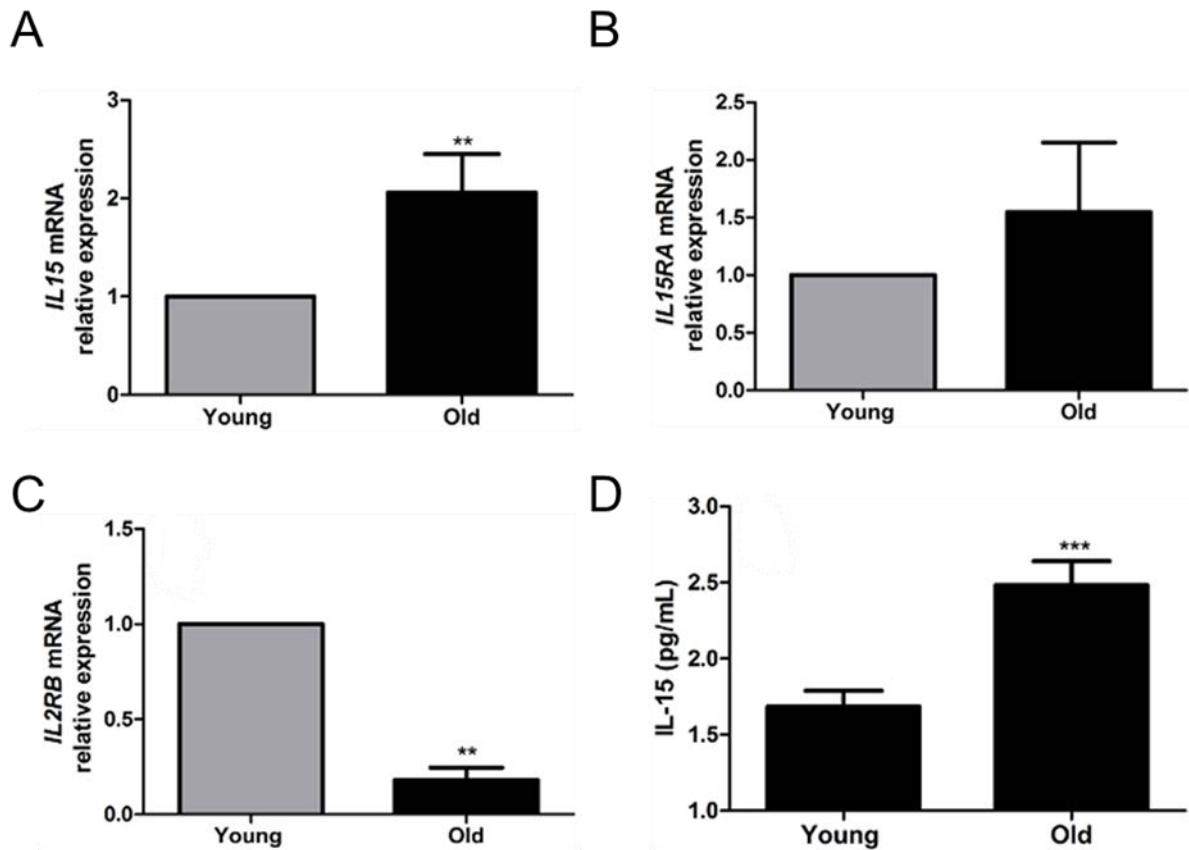 A
IL15 mRNA
relative expression
3
2
1
0
**
Young
Old
B
IL15RA mRNA
relative expression
2.5
2.0
1.5
1.0
0.5
0.0
Young
Old
C
IL2RB mRNA
relative expression
1.5
1.0
0.5
0.0
**
Young
Old
D
IL-15 (pg/mL)
3.0
2.5
2.0
1.5
1.0
***
Young
Old